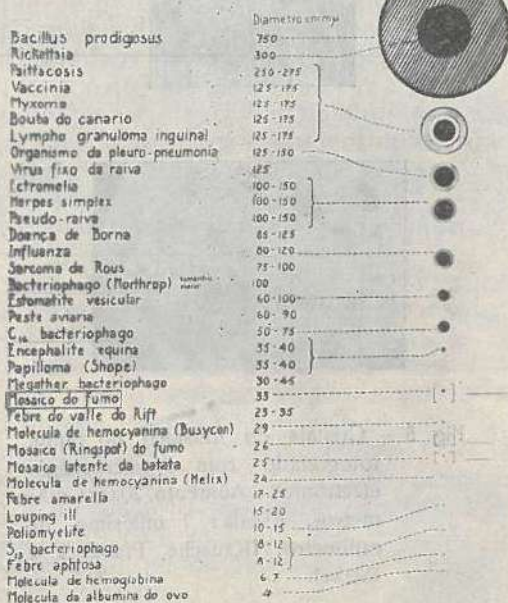 Diametro em mμ
Bacillus prodigiosus 750
Rickettsia 300
Psittacosis 250-275
Vaccinia 125-175
Myxoma 125-175
Bouba do canario 125-175
Lympho granuloma inguinal 125-175
Organismo da pleuro-pneumonia 125-150
Virus fixo da raiva 125
Ectromelia 100-150
Herpes simplex 100-150
Pseudo-raiva 100-150
Doença de Borna 85-125
Influenza 80-120
Sarcoma de Rous 75-100
Bacteriophago (Northrop) 100
Estomatite vesicular 60-100
Peste aviaria 60-90
C₁₆ bacteriophago 50-75
Encephalite equina 35-40
Papilloma (Shope) 35-40
Megather bacteriophago 30-45
Mosaico do fumo 33
Febre do valle do Rift 23-35
Molecula de hemocyanina (Busycon) 29
Mosaico (Ringspot) do fumo 26
Mosaico latente da batata 25
Molecula de hemocyanina (Helix) 24
Febre amarella 17-25
Louping ill 15-20
Poliomyelite 10-15
S₁₃ bacteriophago 8-12
Febre aphtosa 8-12
Molecula de hemoglobina 6.7
Molecula da albumina do ovo 4